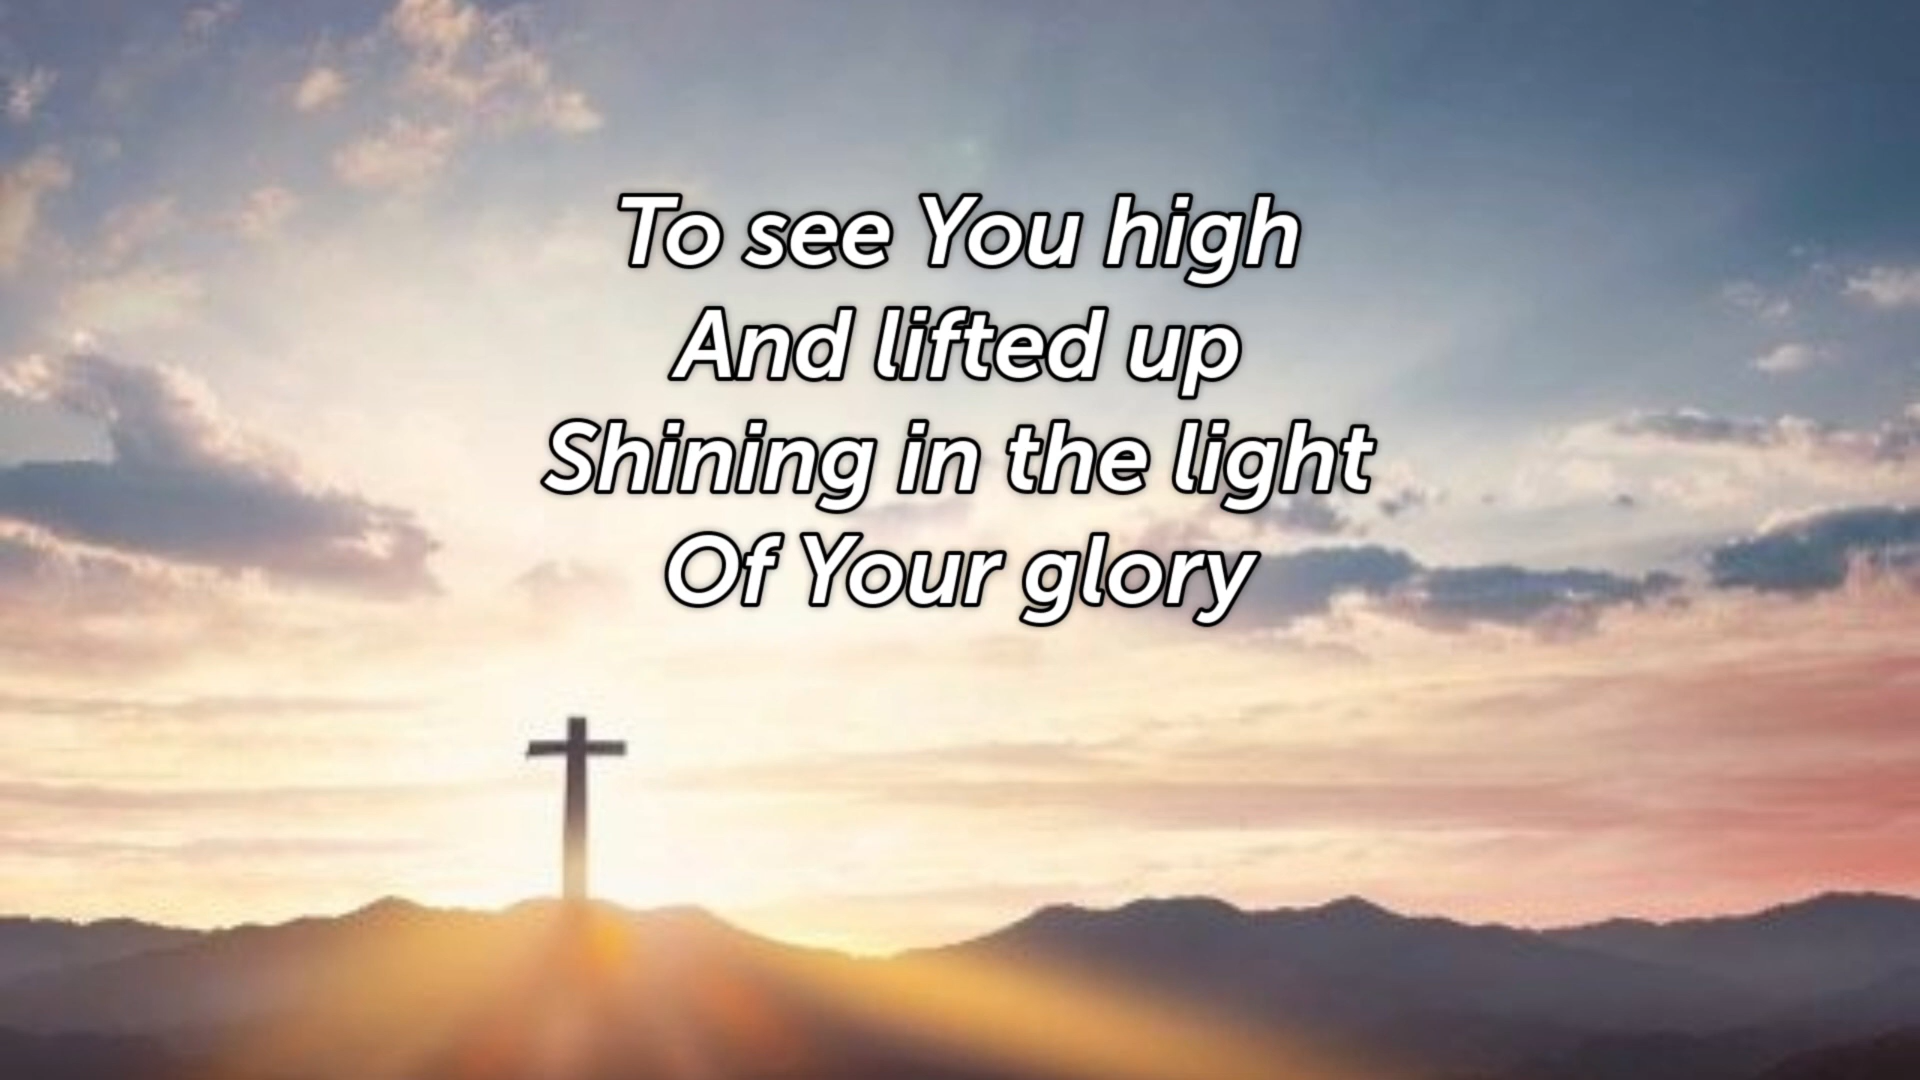 To see You high
And lifted up
Shining in the light
Of Your glory